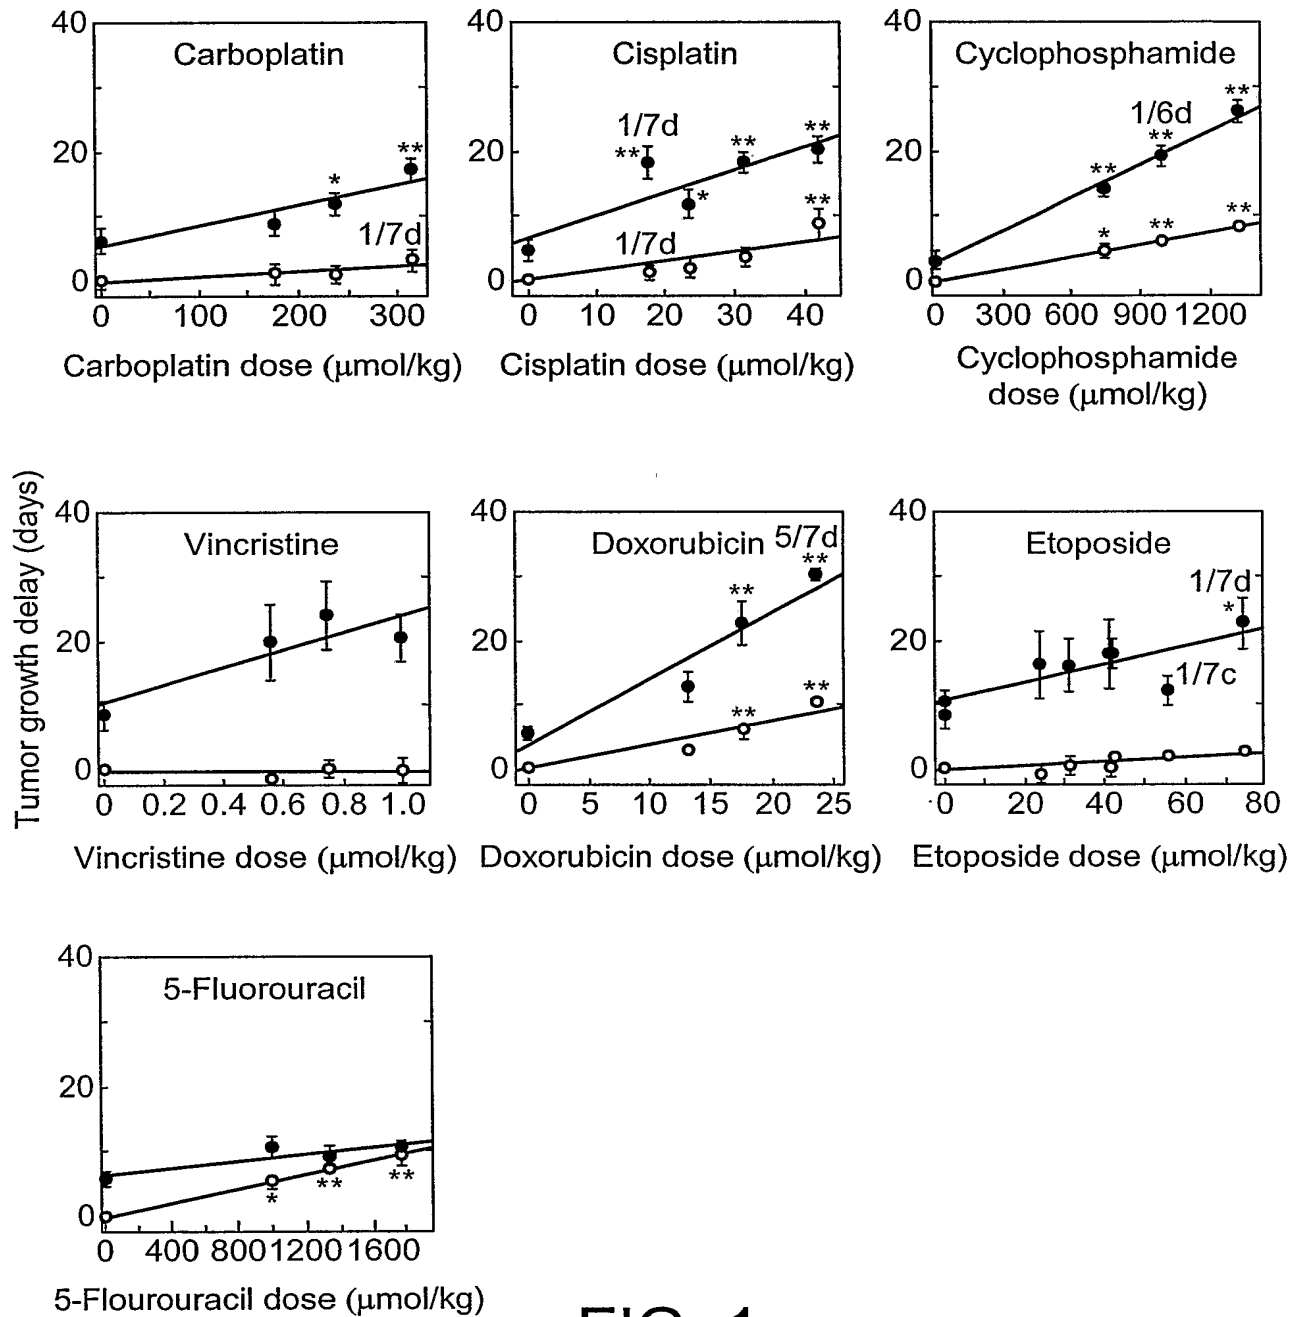 40
Carboplatin
20
0
*
**
1/7d
0 100 200 300
Carboplatin dose (μmol/kg)
Cisplatin
1/7d
**
**
**
*
1/7d
**
0 10 20 30 40
Cisplatin dose (μmol/kg)
40
20
0
Cyclophosphamide
1/6d
**
**
**
*
**
**
0 300 600 900 1200
Cyclophosphamide
dose (μmol/kg)
40
20
0
Tumor growth delay (days)
40
Vincristine
20
0
0 0.2 0.4 0.6 0.8 1.0
Vincristine dose (μmol/kg)
40
Doxorubicin 5/7d
**
**
20
**
**
0
0 5 10 15 20 25
Doxorubicin dose (μmol/kg)
40
Etoposide
1/7d
*
20
1/7c
0
0 20 40 60 80
Etoposide dose (μmol/kg)
40
5-Fluorouracil
20
0
*
**
**
0 400 800 1200 1600
5-Flourouracil dose (μmol/kg)